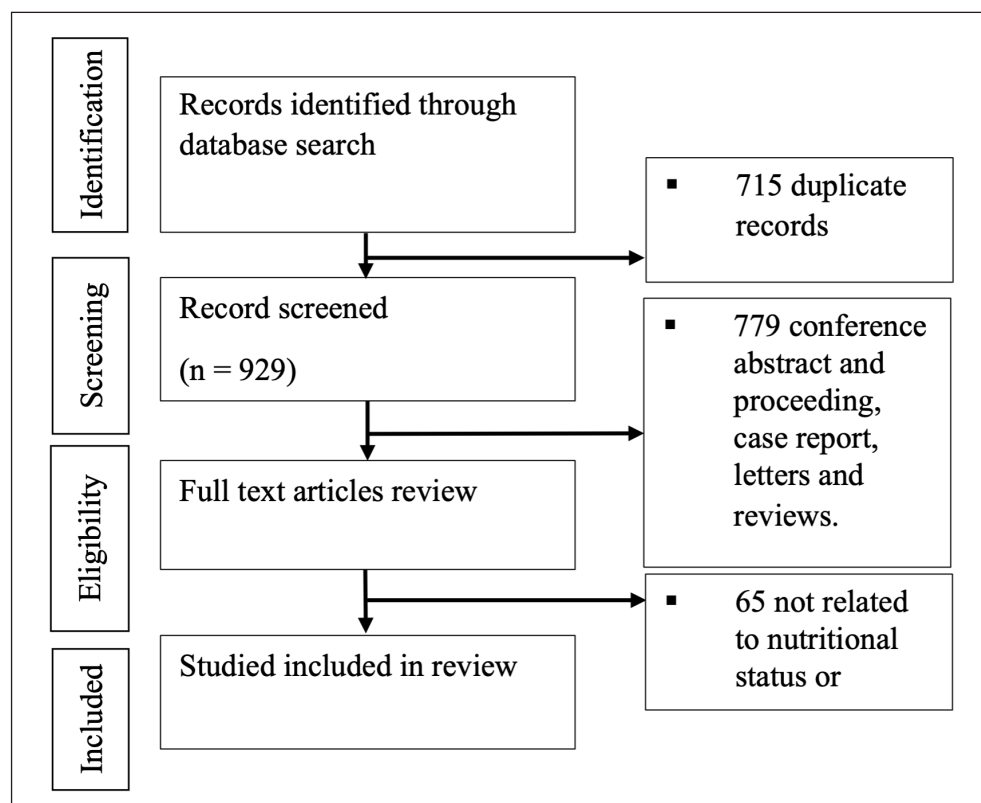 Identification
Records identified through
database search
▪ 715 duplicate
records
Screening
Record screened
(n = 929)
▪ 779 conference
abstract and
proceeding,
case report,
letters and
reviews.
Eligibility
Full text articles review
▪ 65 not related
to nutritional
status or
Included
Studied included in review